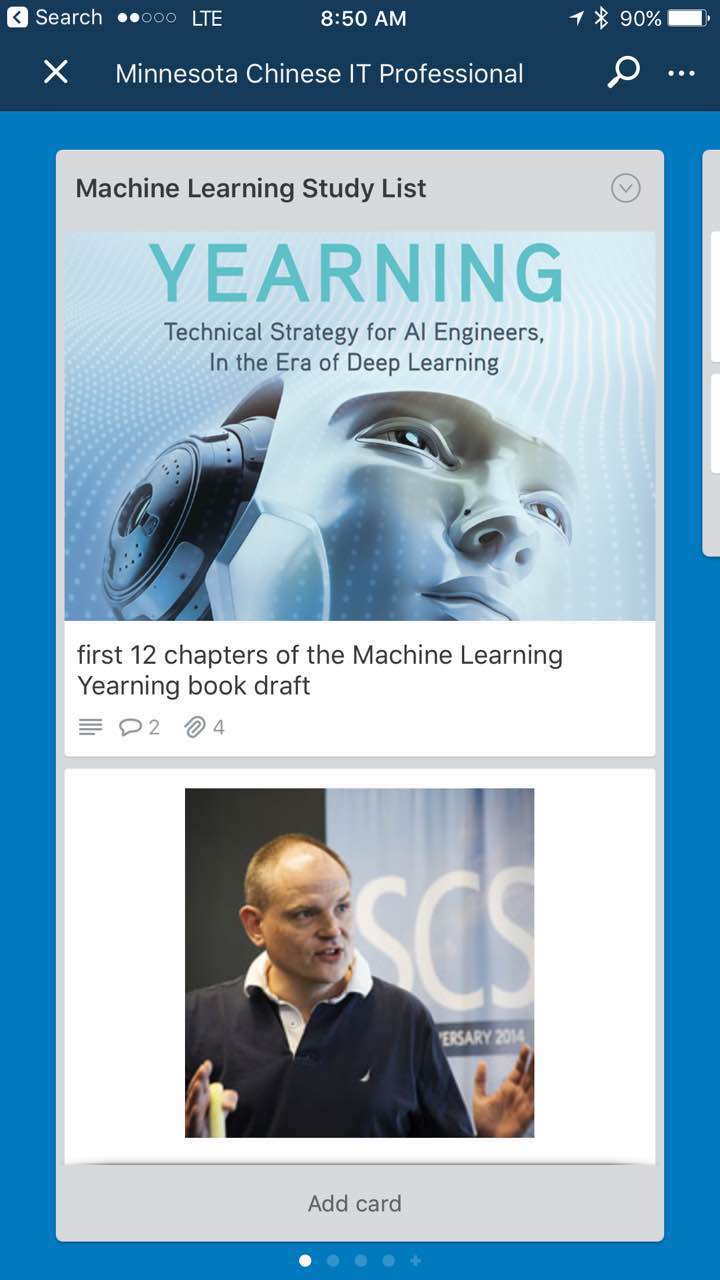 Search LTE 8:50 AM 90%
Minnesota Chinese IT Professional
Machine Learning Study List
YEARNING
Technical Strategy for AI Engineers,
In the Era of Deep Learning
first 12 chapters of the Machine Learning
Yearning book draft
2 4
SCS
ERSARY 2014
Add card